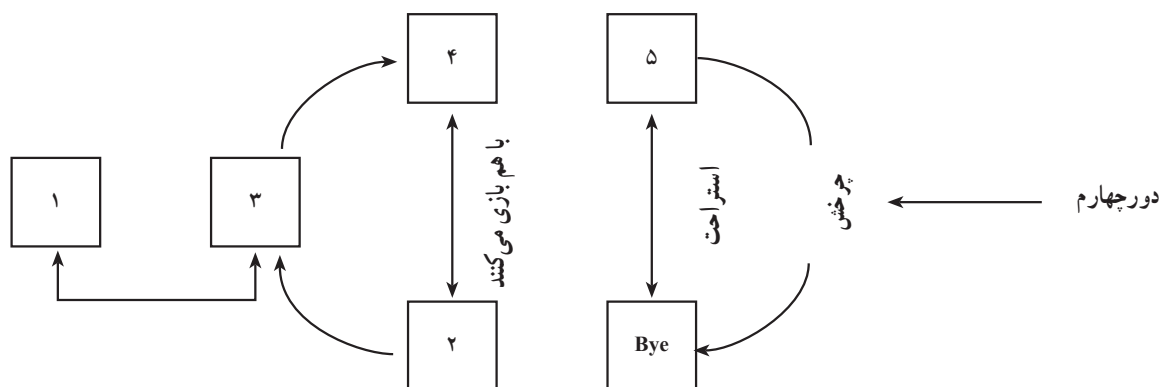 ۴
۵
با هم بازی می‌کنند
استراحت
چرخش
دورچهارم
۱
۳
۲
Bye